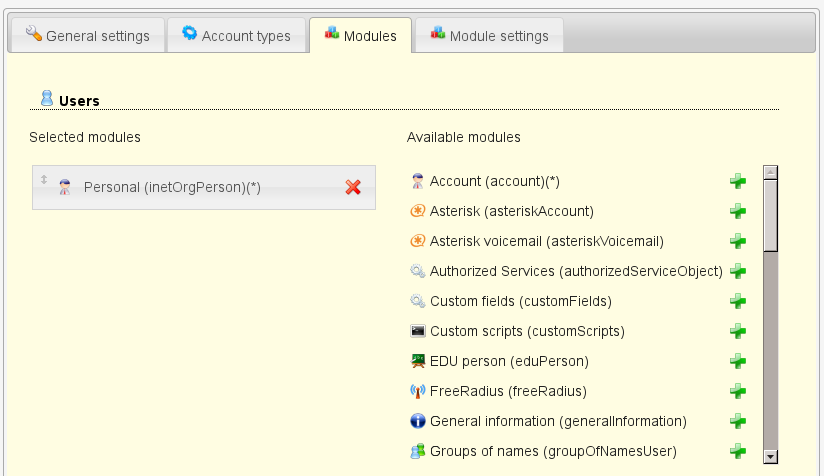 General settings
Account types
Modules
Module settings
Users
Selected modules
Available modules
Personal (inetOrgPerson)(*)
Account (account)(*)
Asterisk (asteriskAccount)
Asterisk voicemail (asteriskVoicemail)
Authorized Services (authorizedServiceObject)
Custom fields (customFields)
Custom scripts (customScripts)
EDU person (eduPerson)
FreeRadius (freeRadius)
General information (generalInformation)
Groups of names (groupOfNamesUser)